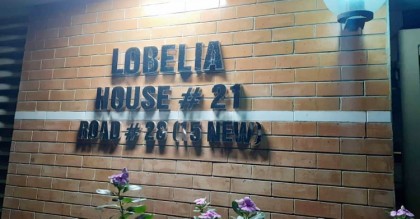 LOBELIA
HOUSE # 21
ROAD # 28 (15 NEW),